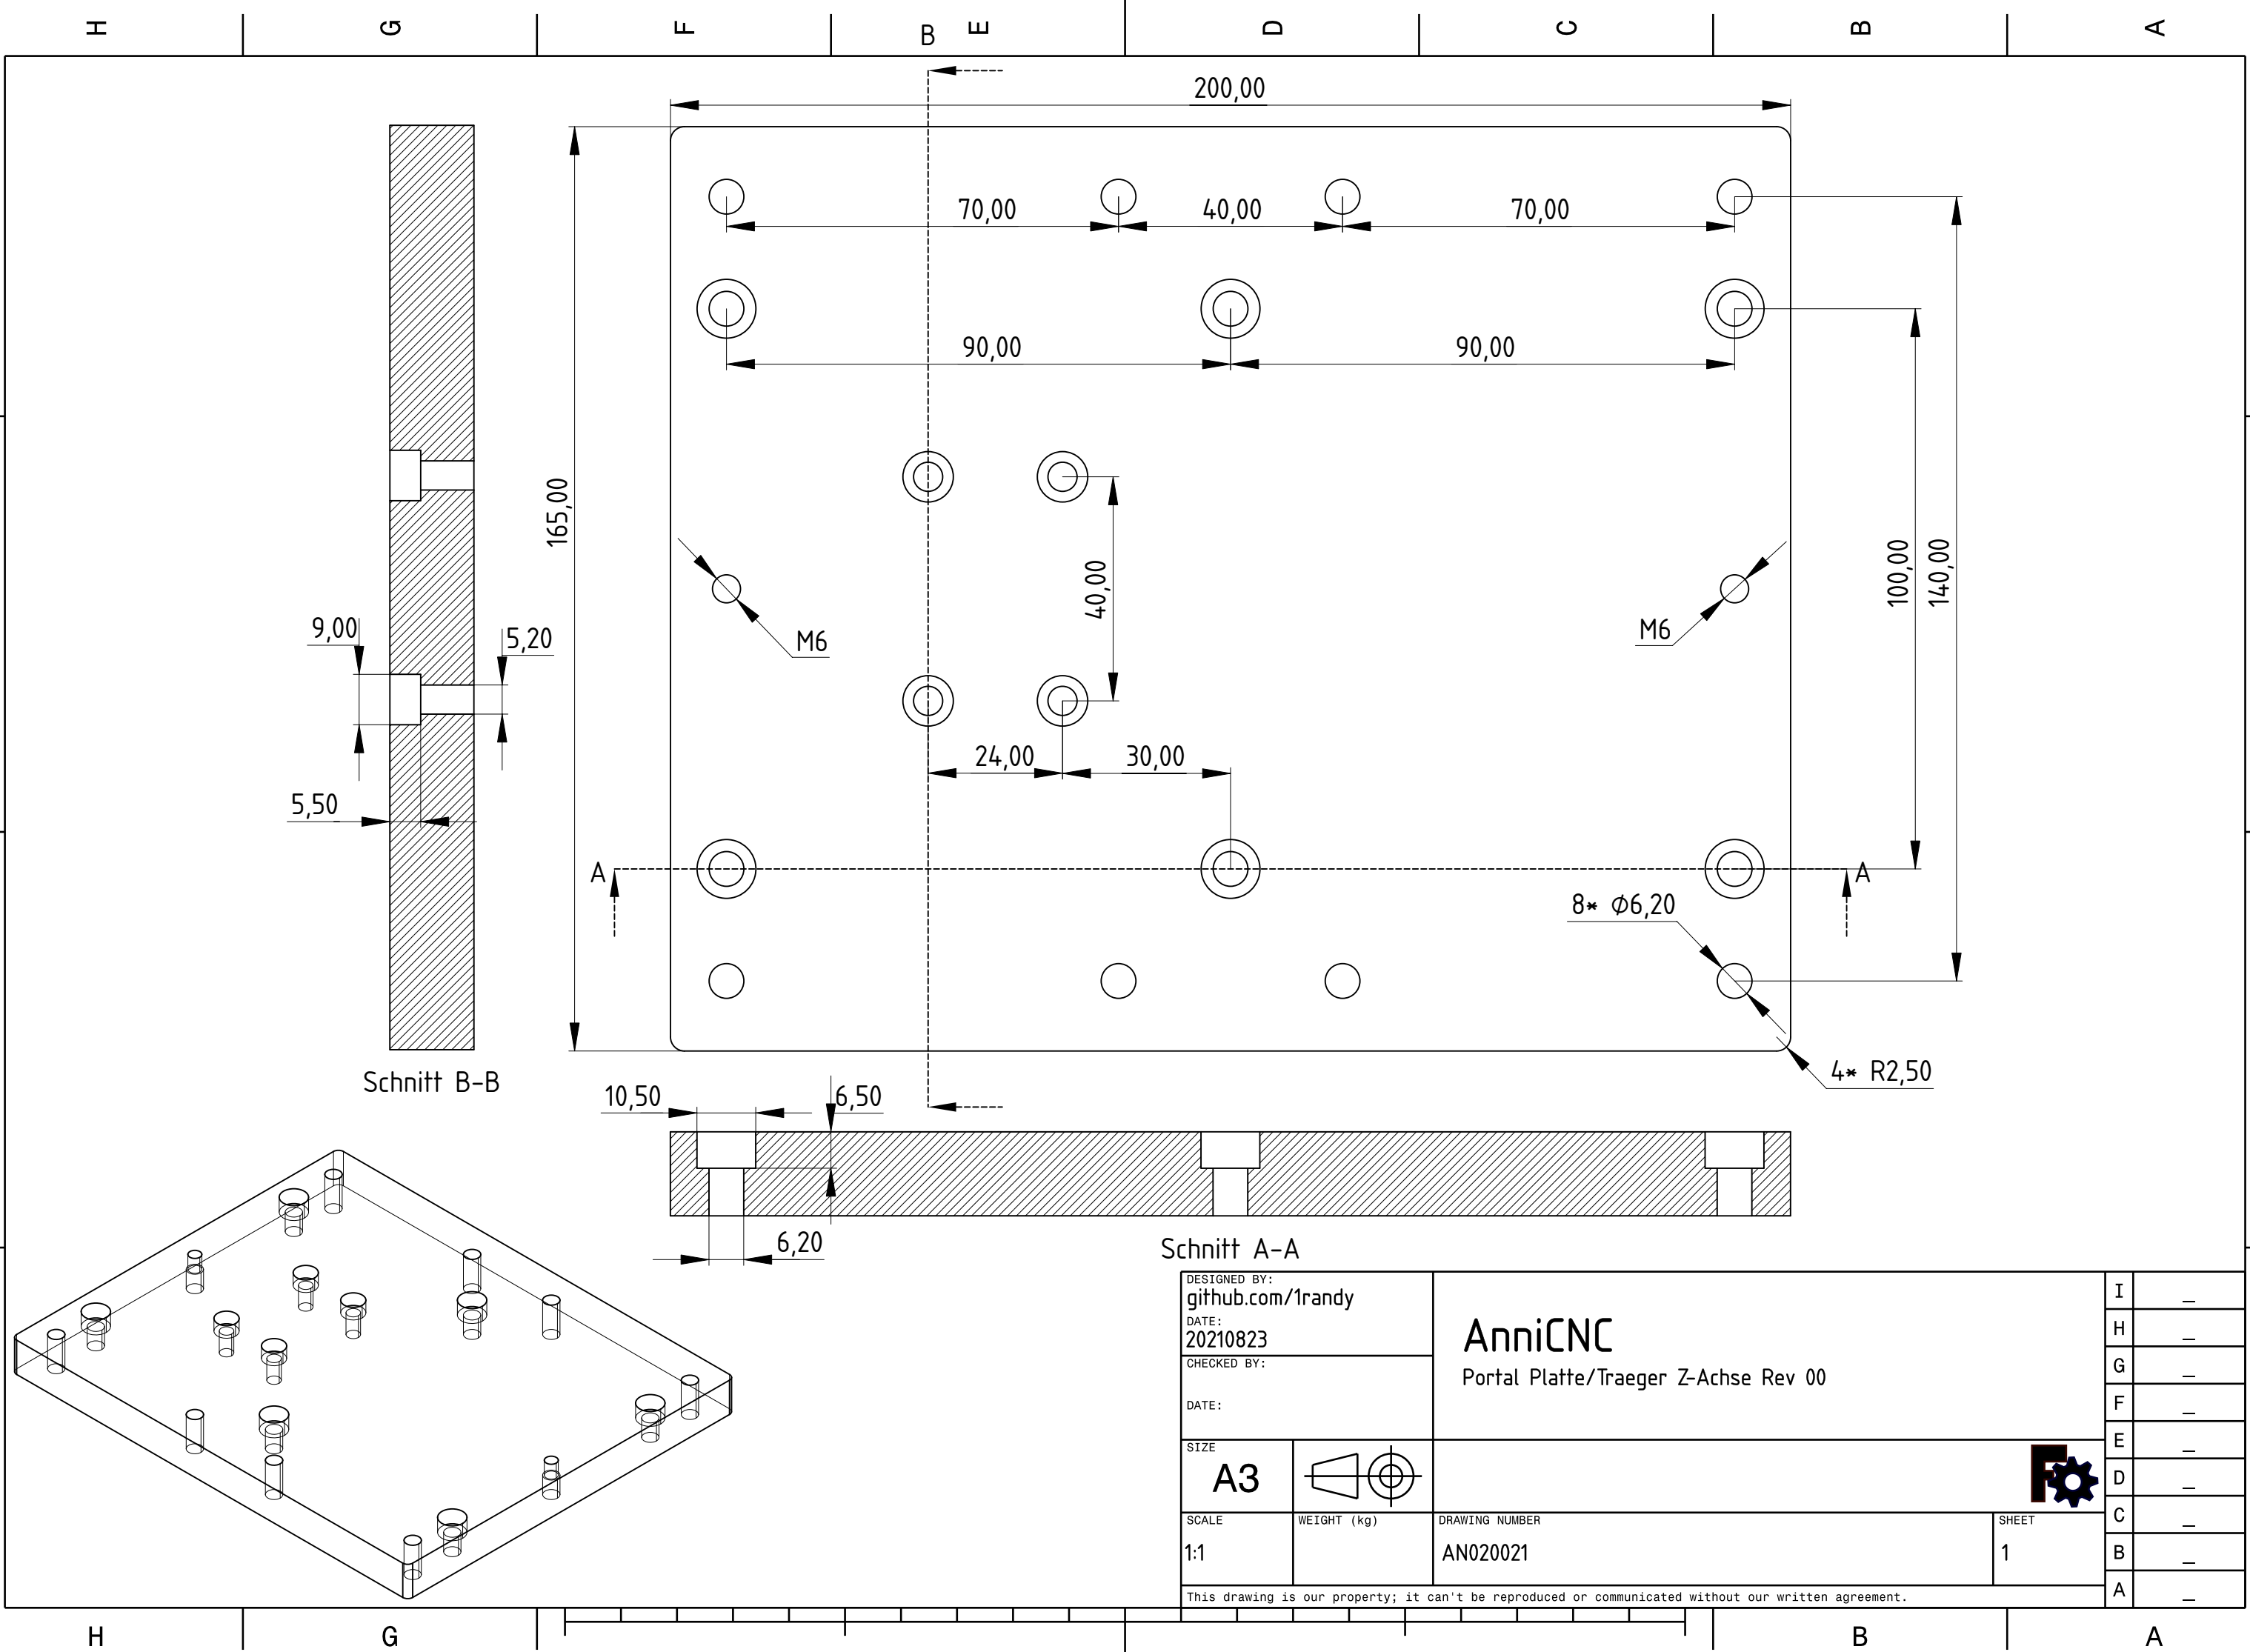 H G F B E D C B A
200,00
70,00 40,00 70,00
90,00 90,00
165,00
40,00
100,00
140,00
M6
M6
9,00
5,20
5,50
24,00 30,00
A
A
8* Ø6,20
4* R2,50
Schnitt B-B
10,50
6,50
6,20
Schnitt A-A
DESIGNED BY:
github.com/1randy
DATE:
20210823
CHECKED BY:
DATE:
AnniCNC
Portal Platte/Traeger Z-Achse Rev 00
SIZE
A3
SCALE
1:1
WEIGHT (kg)
DRAWING NUMBER
AN020021
SHEET
1
This drawing is our property; it can't be reproduced or communicated without our written agreement.
I _
H _
G _
F _
E _
D _
C _
B _
A _
H G B A